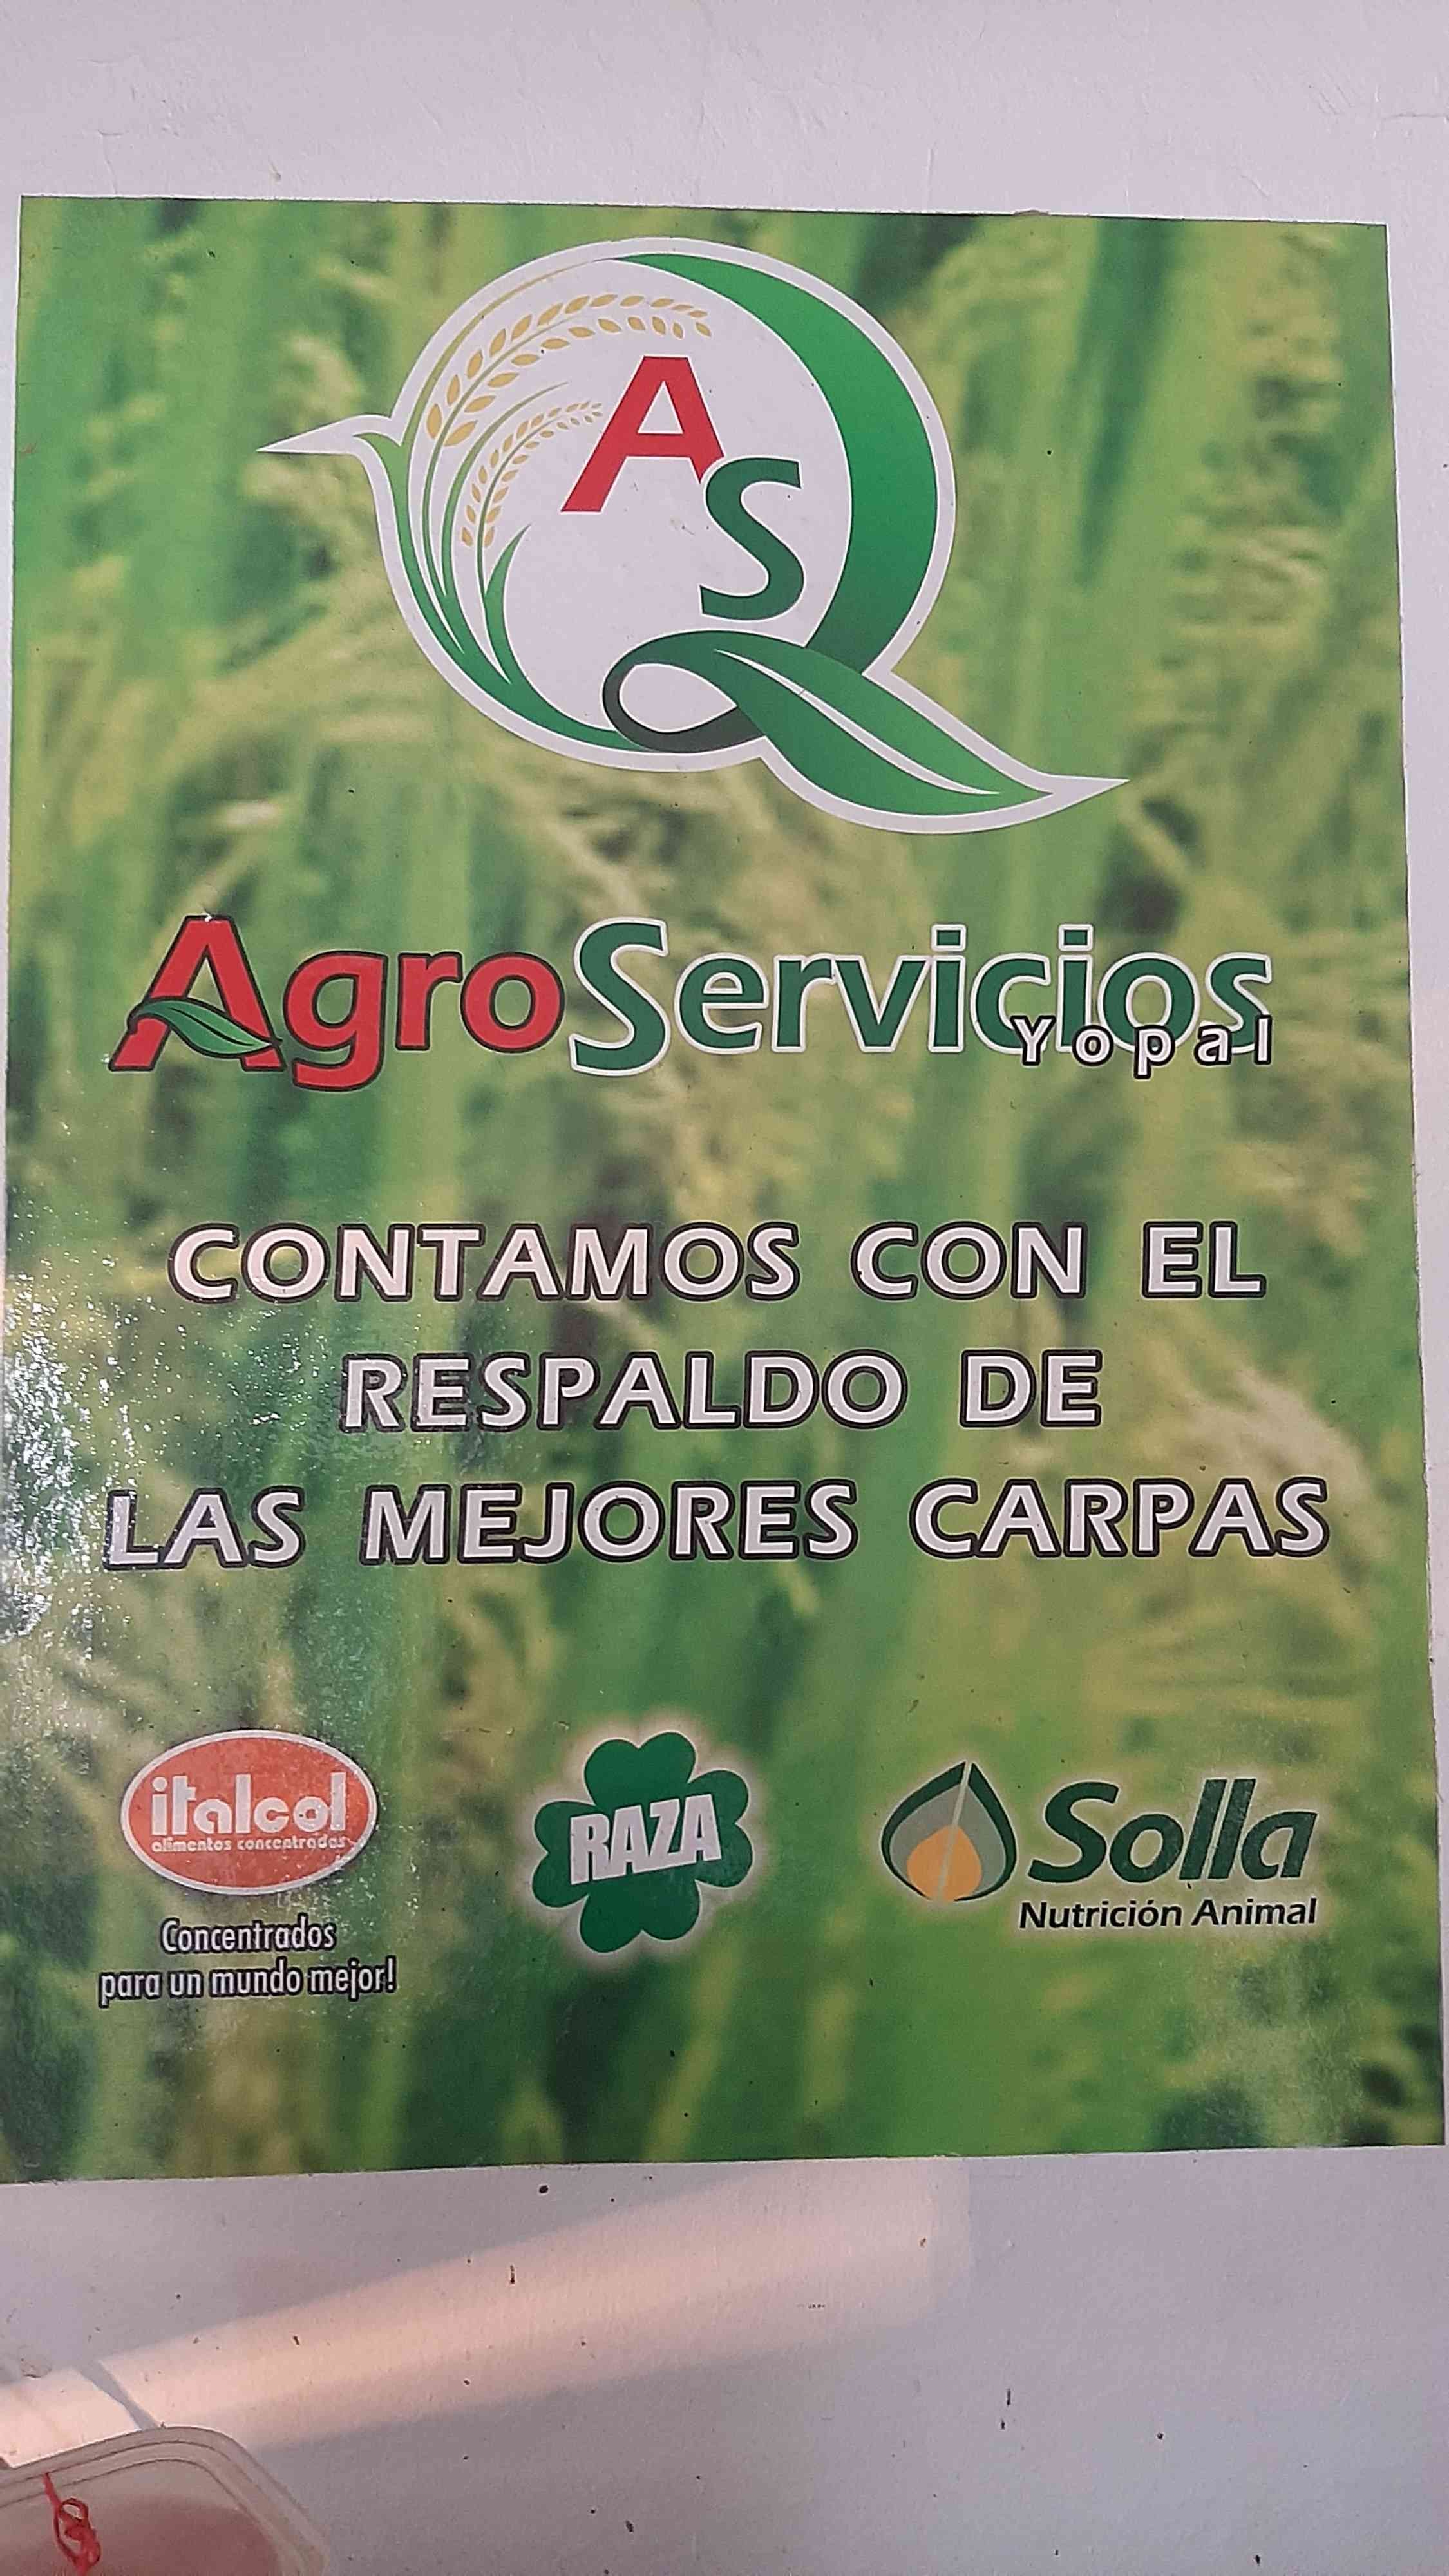 AS
AgroServicios
Yopal
CONTAMOS CON EL
RESPALDO DE
LAS MEJORES CARPAS
italcol
alimentos concentrados
Concentrados
para un mundo mejor!
RAZA
Solla
Nutrición Animal